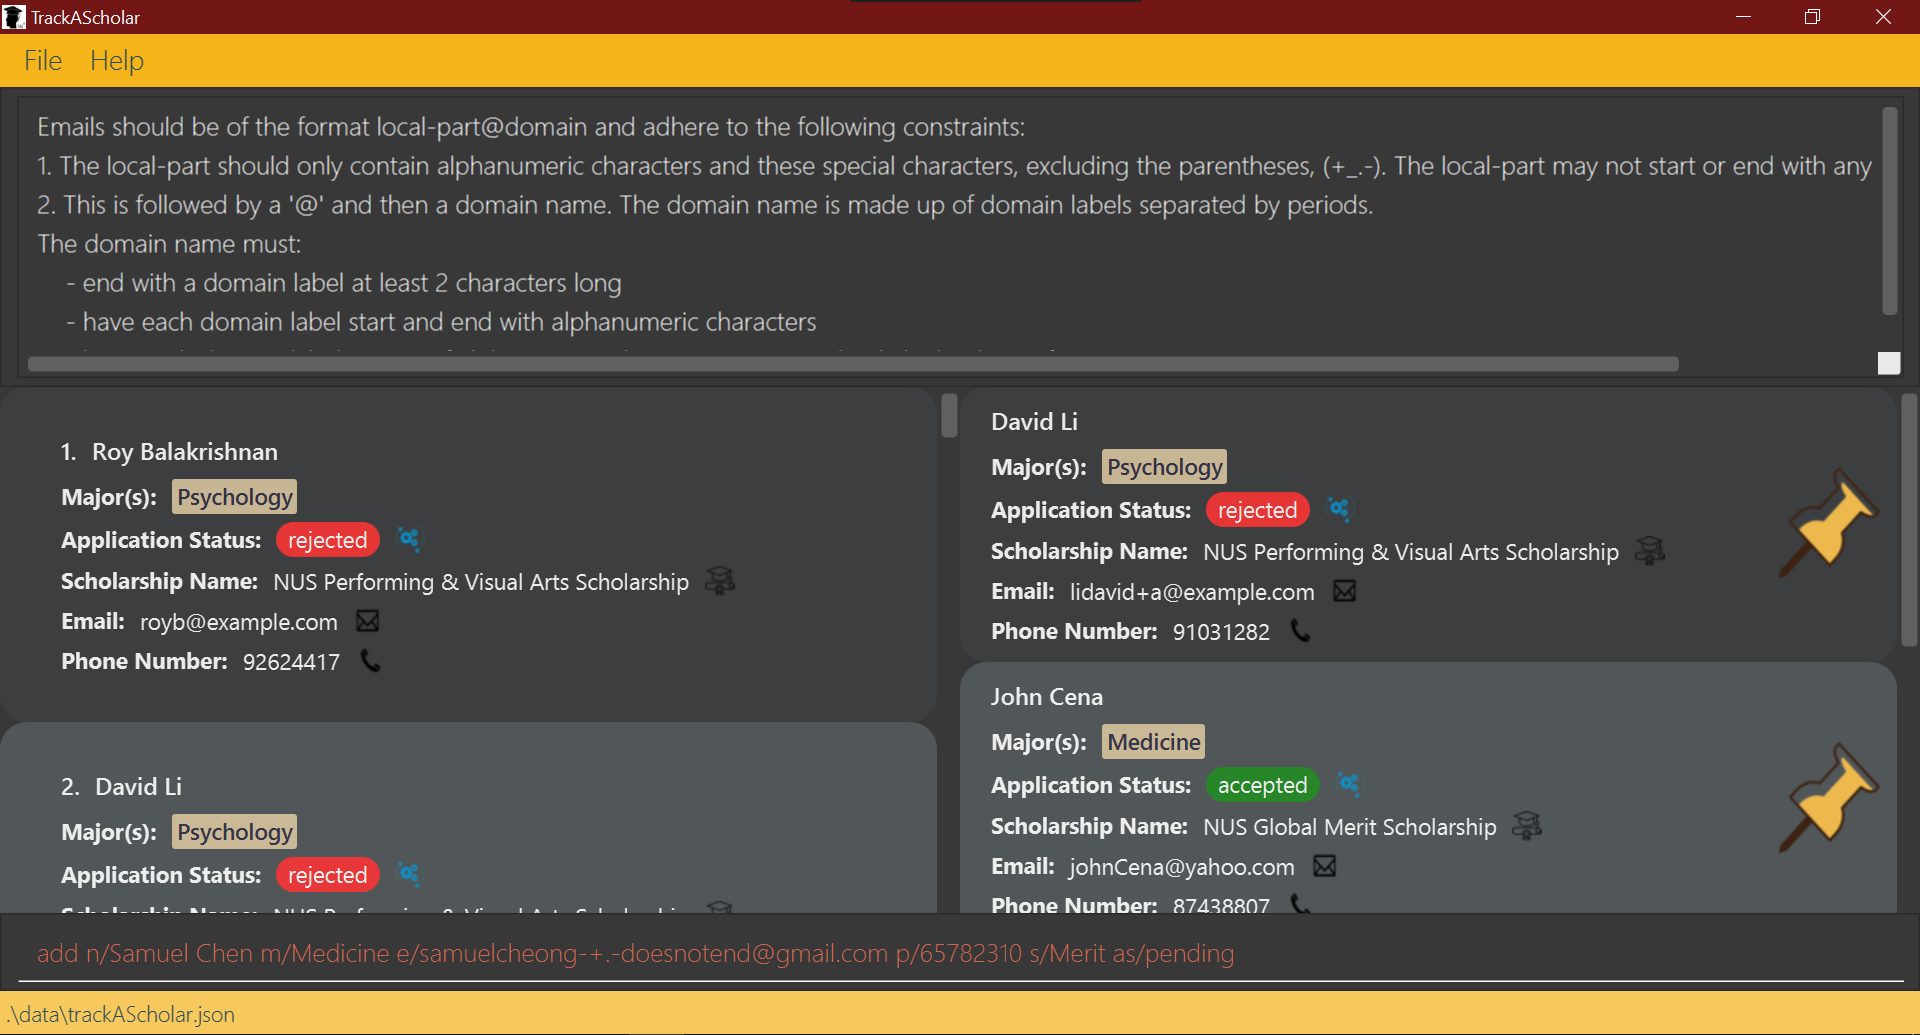 TrackAScholar
File Help
Emails should be of the format local-part@domain and adhere to the following constraints:
1. The local-part should only contain alphanumeric characters and these special characters, excluding the parentheses, (+_.-). The local-part may not start or end with any
2. This is followed by a '@' and then a domain name. The domain name is made up of domain labels separated by periods.
The domain name must:
- end with a domain label at least 2 characters long
- have each domain label start and end with alphanumeric characters
1. Roy Balakrishnan
Major(s): Psychology
Application Status: rejected
Scholarship Name: NUS Performing & Visual Arts Scholarship
Email: royb@example.com
Phone Number: 92624417
2. David Li
Major(s): Psychology
Application Status: rejected
Scholarship Name: NUS Performing & Visual Arts Scholarship
David Li
Major(s): Psychology
Application Status: rejected
Scholarship Name: NUS Performing & Visual Arts Scholarship
Email: lidavid+a@example.com
Phone Number: 91031282
John Cena
Major(s): Medicine
Application Status: accepted
Scholarship Name: NUS Global Merit Scholarship
Email: johnCena@yahoo.com
Phone Number: 87438807
add n/Samuel Chen m/Medicine e/samuelcheong-+.-doesnotend@gmail.com p/65782310 s/Merit as/pending
.\data\trackAScholar.json